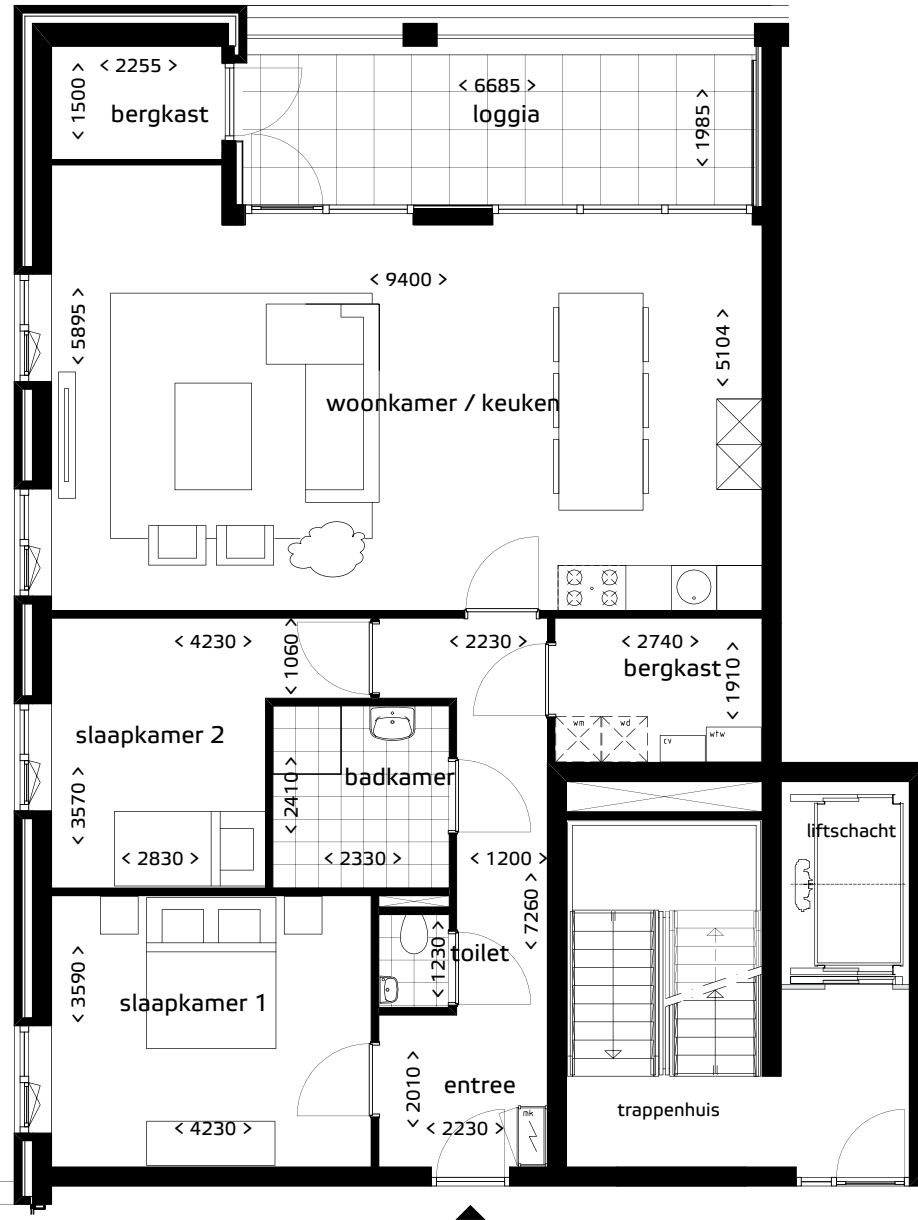 < 2255 >
< 1500 >
bergkast
< 6685 >
loggia
< 1985 >
< 9400 >
< 5895 >
< 5104 >
woonkamer / keuken
< 4230 >
< 1060 >
< 2230 >
< 2740 >
bergkast
< 1910 >
slaapkamer 2
wm
wd
cv
wtw
badkamer
< 3570 >
< 2410 >
< 2830 >
< 2330 >
< 1200 >
liftschacht
< 7260 >
toilet
< 1230 >
< 3590 >
slaapkamer 1
entree
< 2010 >
< 4230 >
< 2230 >
mk
trappenhuis